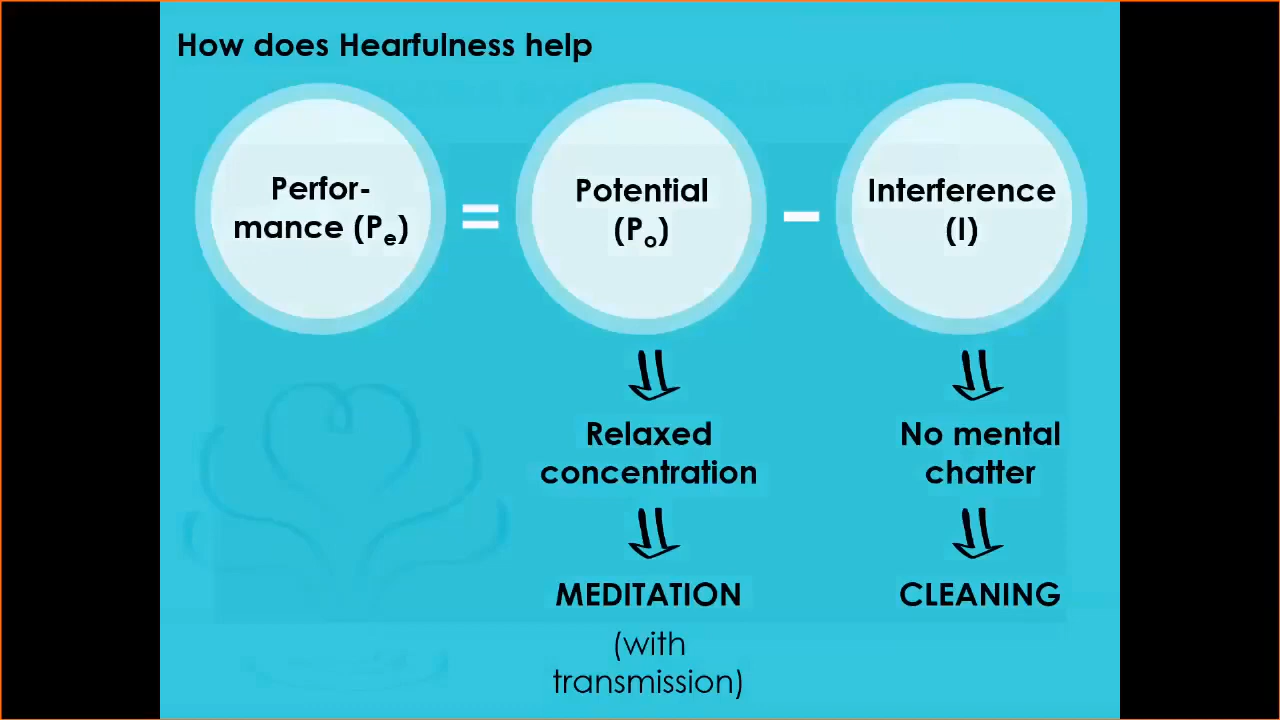 How does Hearfulness help
Perfor-
mance (Pe)
=
Potential
(Po)
–
Interference
(I)
Relaxed
concentration
MEDITATION
(with
transmission)
No mental
chatter
CLEANING